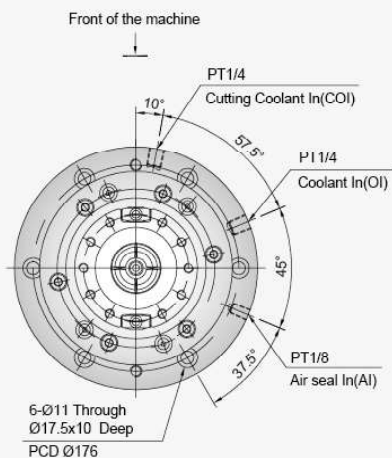 Front of the machine
PT1/4
10°
Cutting Coolant In(COI)
57.5°
PT1/4
Coolant In(OI)
45°
PT1/8
37.5°
Air seal In(AI)
6-Ø11 Through
Ø17.5x10 Deep
PCD Ø176